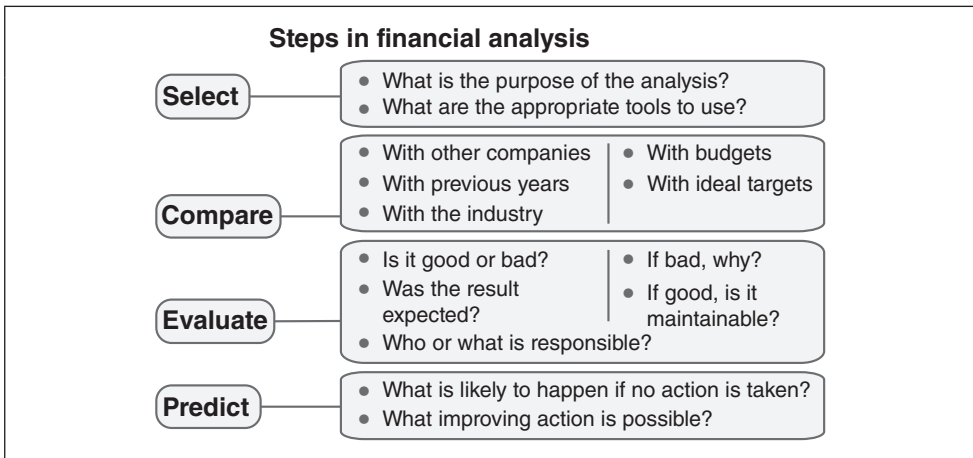 Steps in financial analysis
Select
• What is the purpose of the analysis?
• What are the appropriate tools to use?
Compare
• With other companies
• With previous years
• With the industry
• With budgets
• With ideal targets
Evaluate
• Is it good or bad?
• Was the result
expected?
• Who or what is responsible?
• If bad, why?
• If good, is it
maintainable?
Predict
• What is likely to happen if no action is taken?
• What improving action is possible?